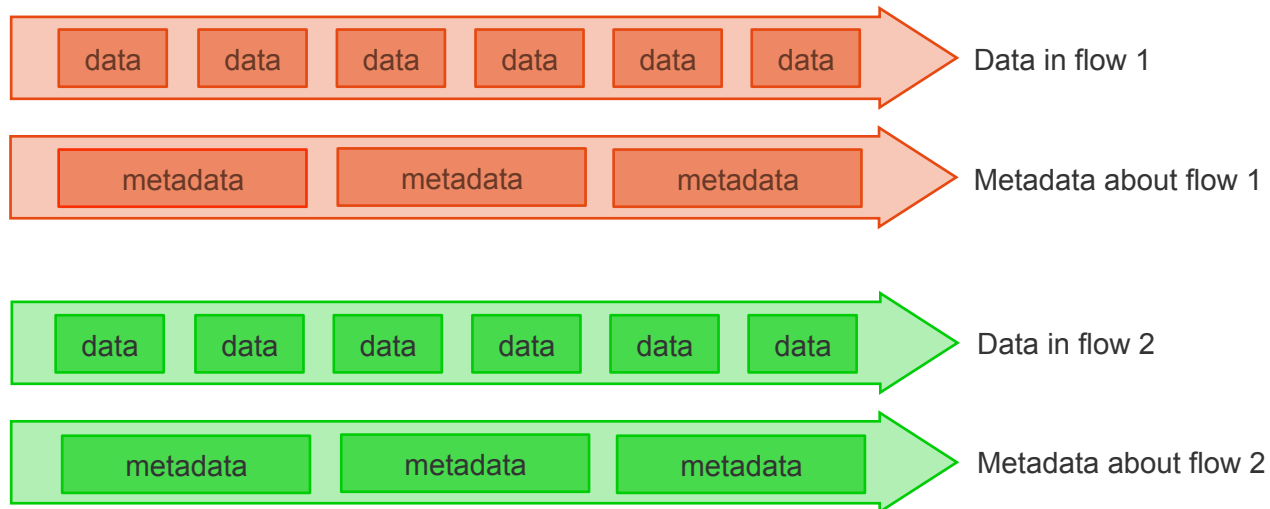 data data data data data data Data in flow 1
metadata metadata metadata Metadata about flow 1
data data data data data data Data in flow 2
metadata metadata metadata Metadata about flow 2